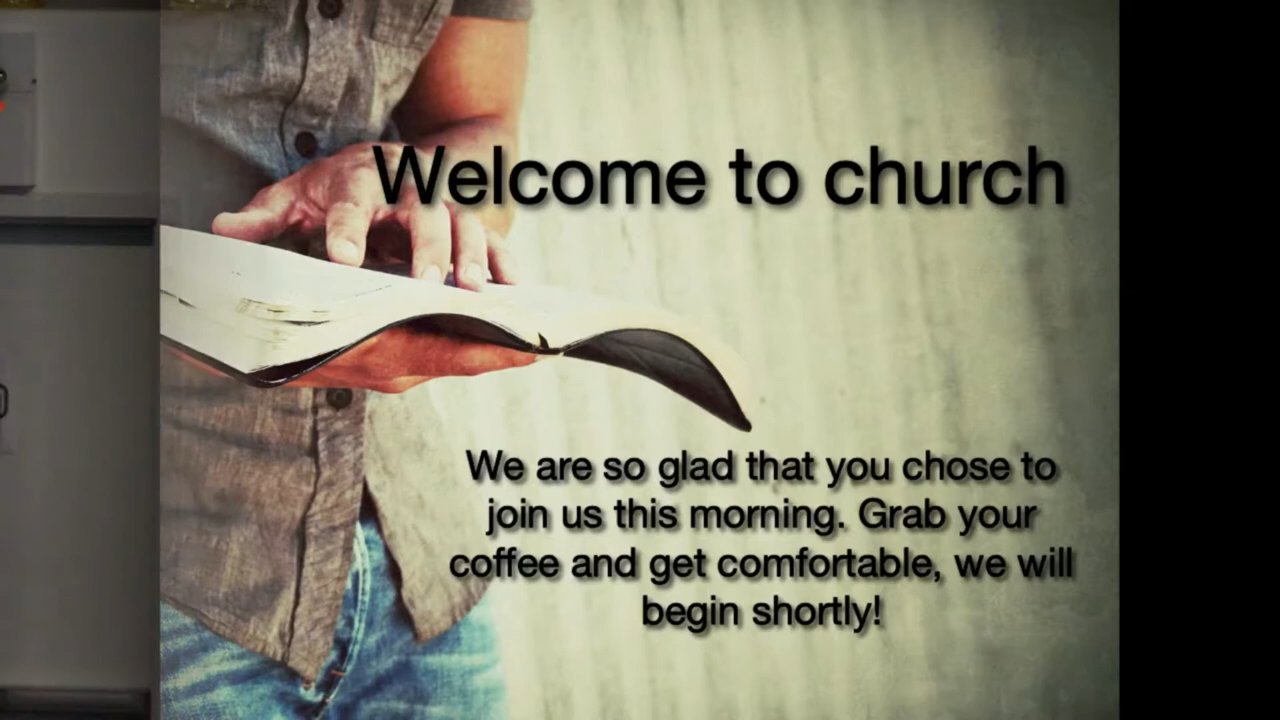 Welcome to church
We are so glad that you chose to
join us this morning. Grab your
coffee and get comfortable, we will
begin shortly!